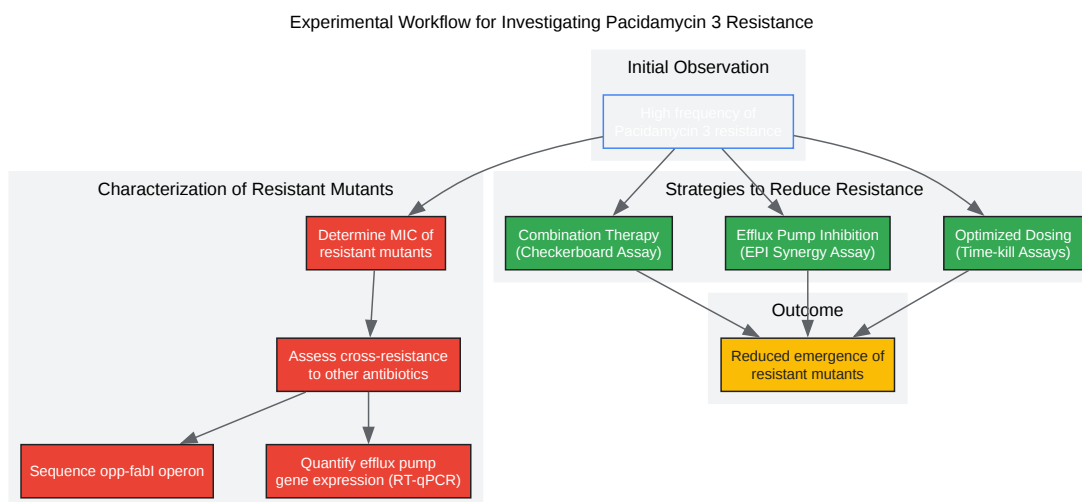 Experimental Workflow for Investigating Pacidamycin 3 Resistance
Initial Observation
High frequency of
Pacidamycin 3 resistance
Characterization of Resistant Mutants
Strategies to Reduce Resistance
Determine MIC of
resistant mutants
Combination Therapy
(Checkerboard Assay)
Efflux Pump Inhibition
(EPI Synergy Assay)
Optimized Dosing
(Time-kill Assays)
Outcome
Assess cross-resistance
to other antibiotics
Reduced emergence of
resistant mutants
Sequence opp-fabI operon
Quantify efflux pump
gene expression (RT-qPCR)